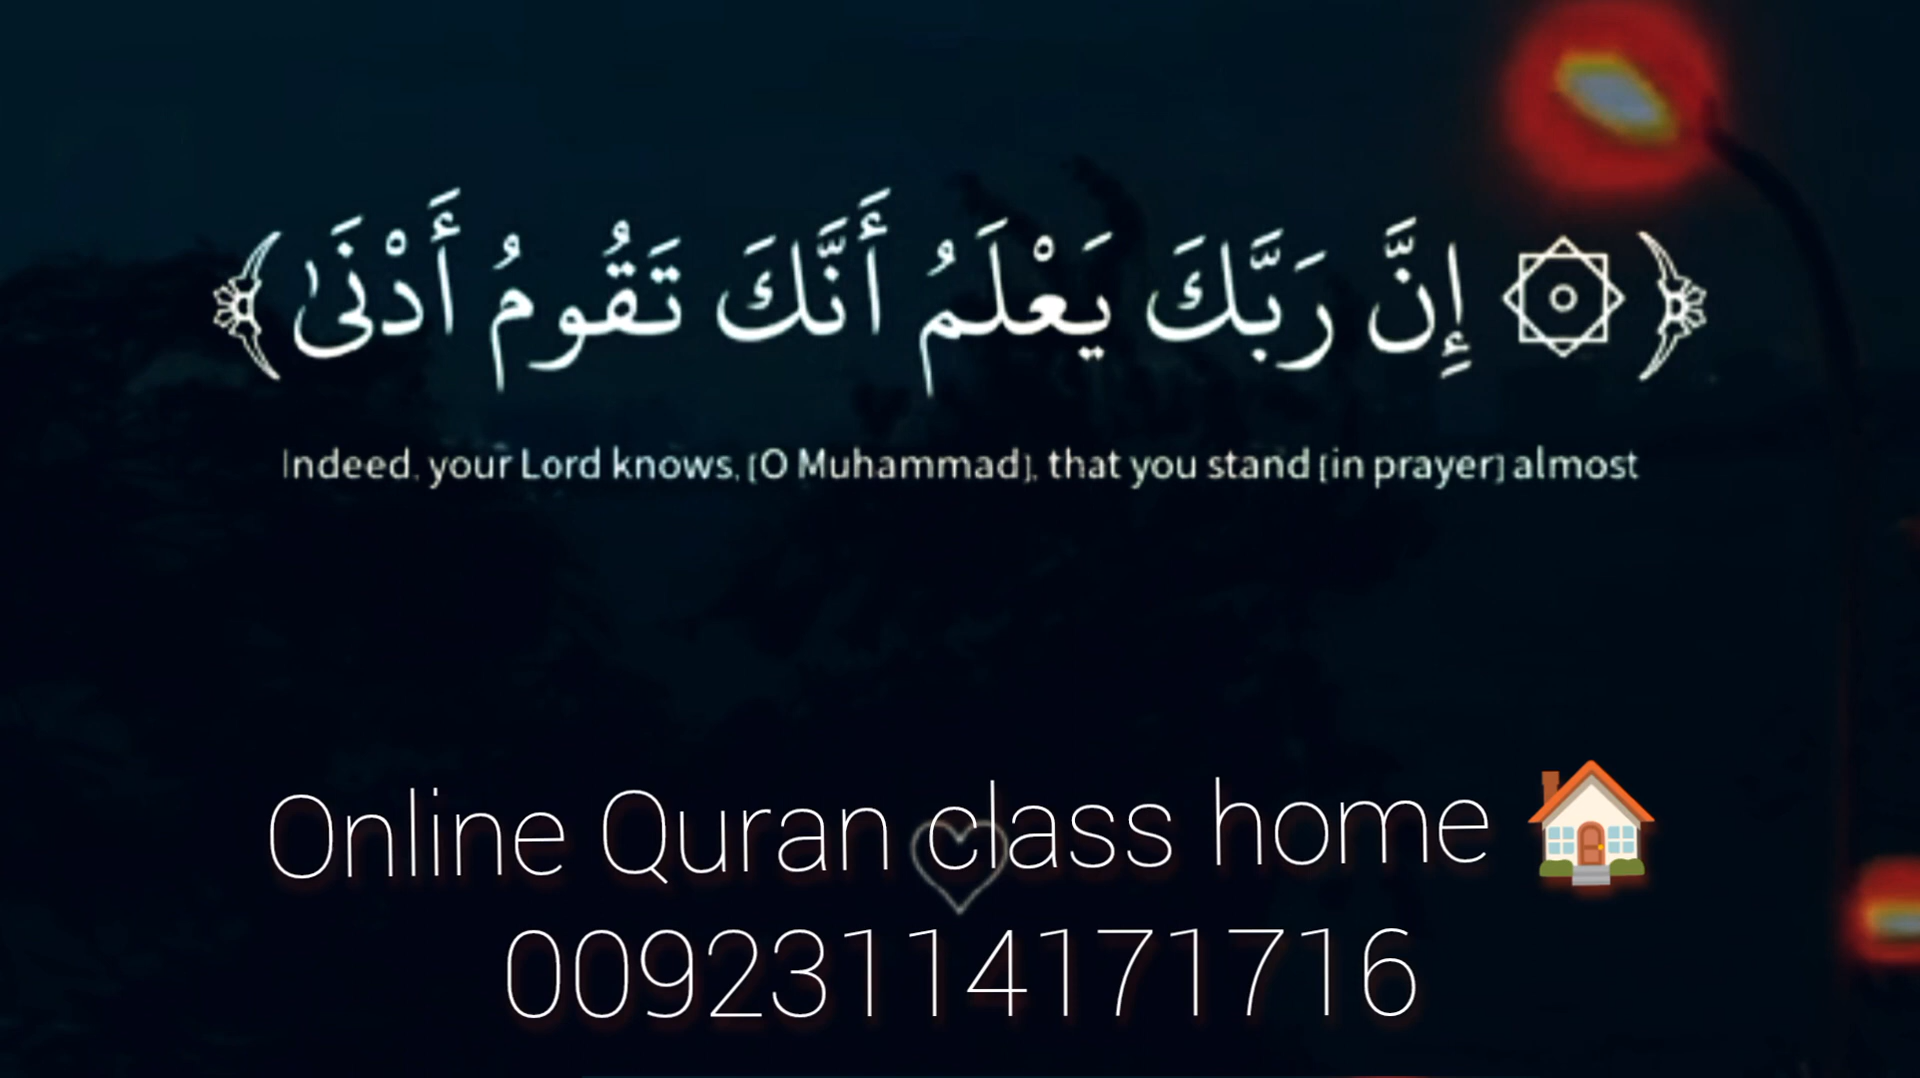 ﴿۞ إِنَّ رَبَّكَ يَعْلَمُ أَنَّكَ تَقُومُ أَدْنَىٰ﴾
Indeed, your Lord knows, [O Muhammad], that you stand [in prayer] almost
Online Quran class home 🏠
00923114171716